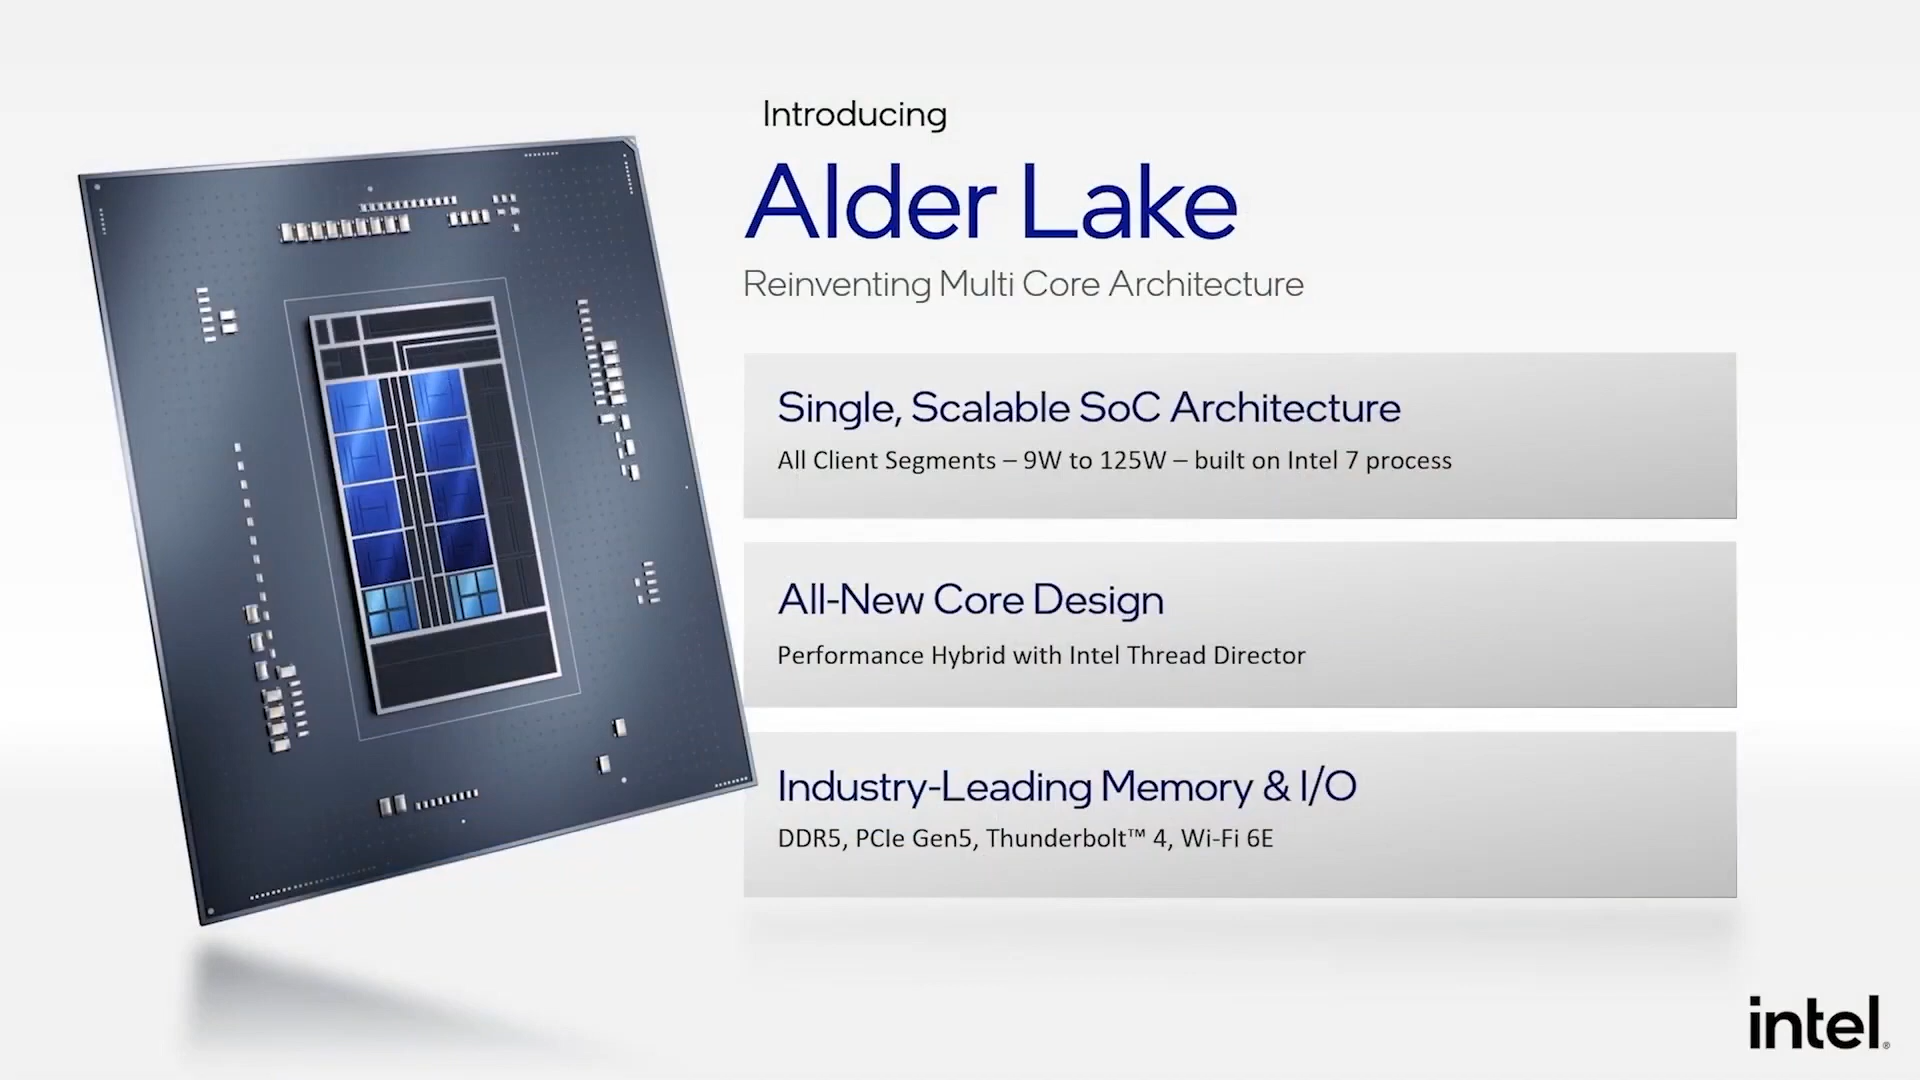 Introducing
Alder Lake
Reinventing Multi Core Architecture
Single, Scalable SoC Architecture
All Client Segments – 9W to 125W – built on Intel 7 process
All-New Core Design
Performance Hybrid with Intel Thread Director
Industry-Leading Memory & I/O
DDR5, PCIe Gen5, Thunderbolt™ 4, Wi-Fi 6E
intel®